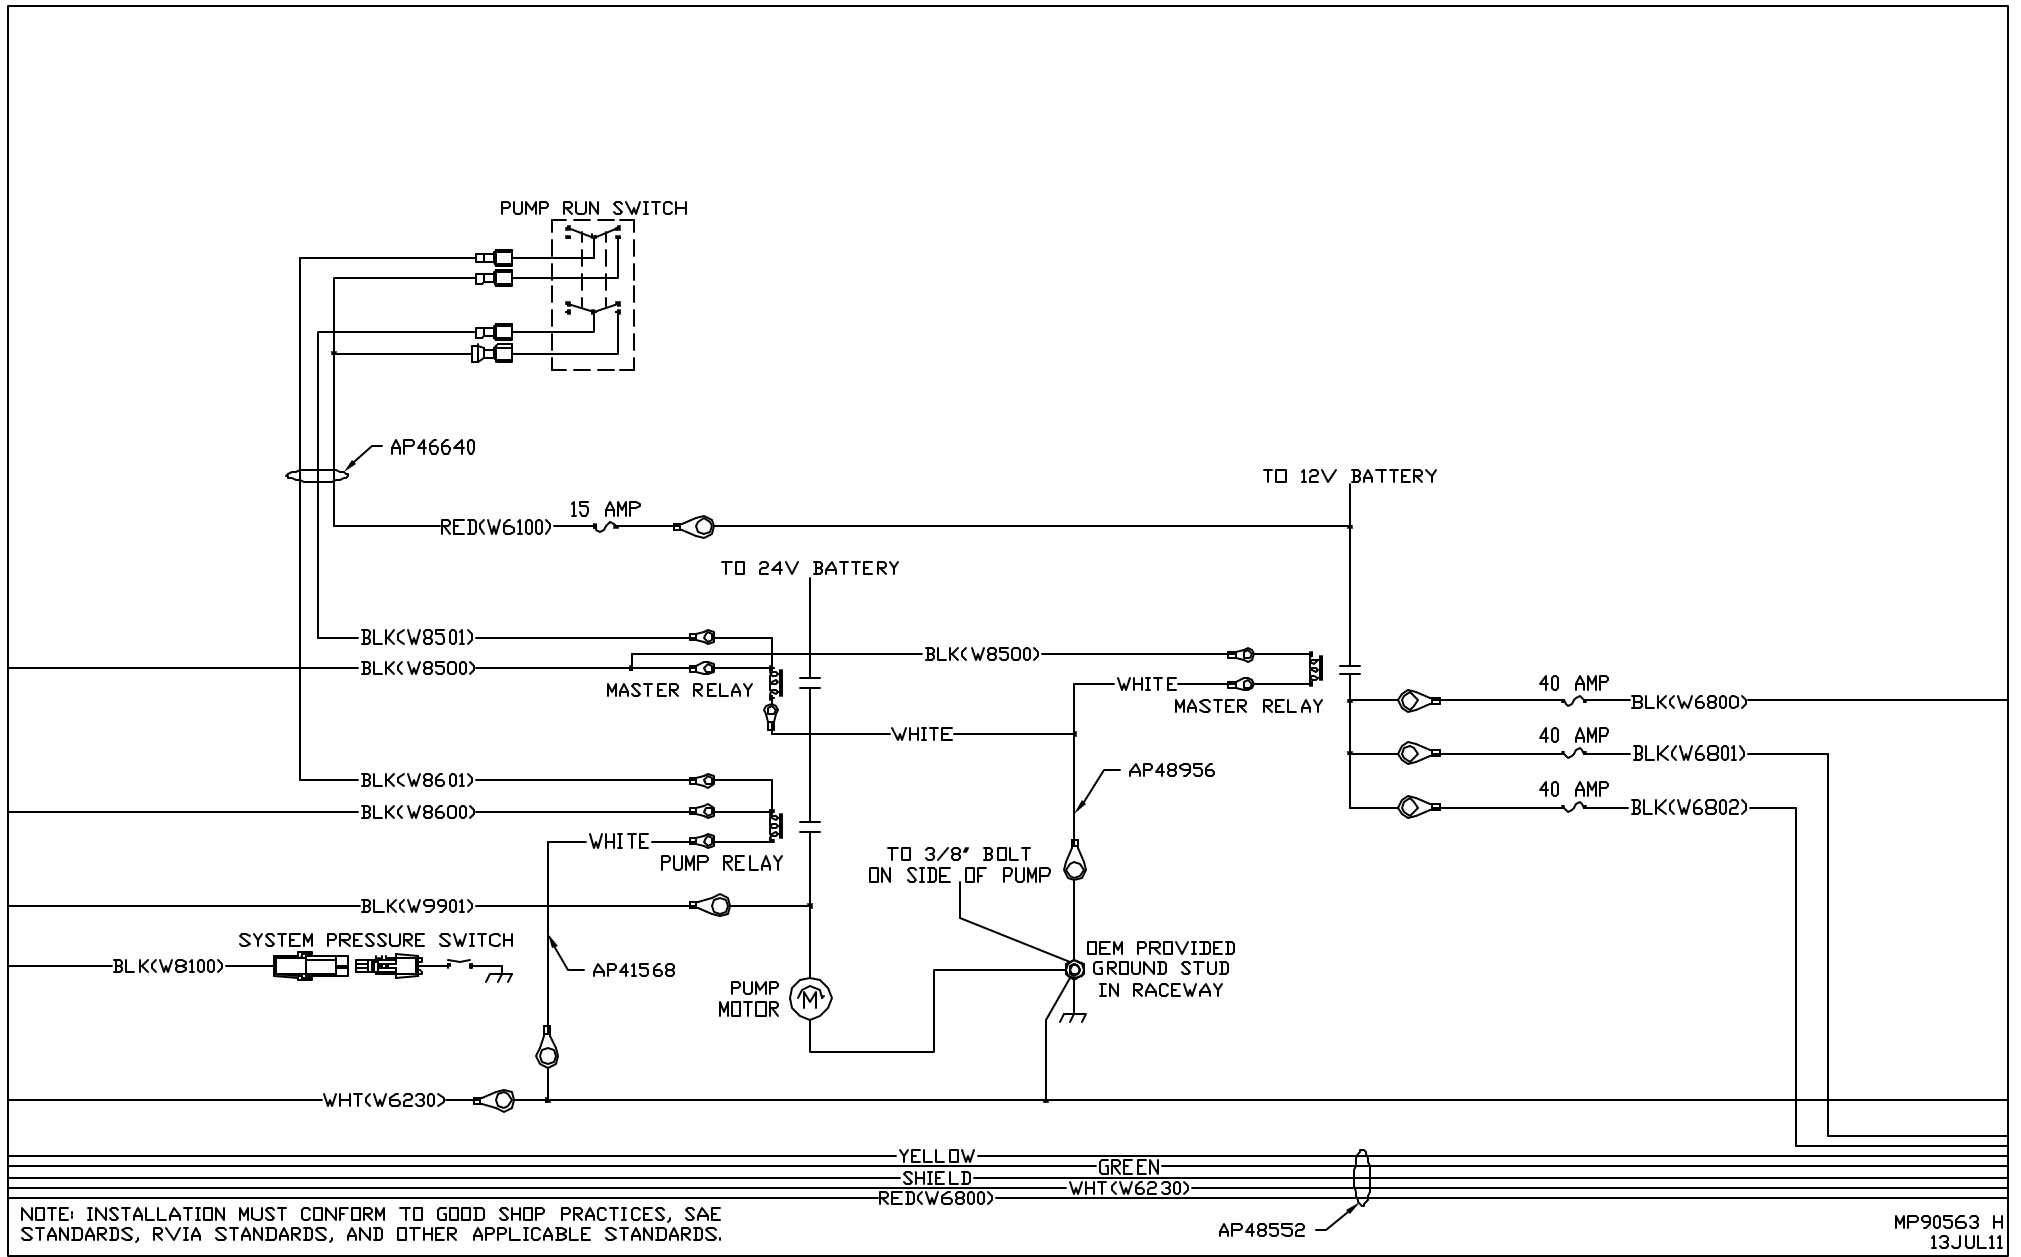 PUMP RUN SWITCH
AP46640
TO 12V BATTERY
15 AMP
RED(W6100)
TO 24V BATTERY
BLK(W8501)
BLK(W8500)
BLK(W8500)
MASTER RELAY
WHITE
MASTER RELAY
40 AMP
BLK(W6800)
WHITE
40 AMP
BLK(W6801)
AP48956
BLK(W8601)
40 AMP
BLK(W6802)
BLK(W8600)
WHITE
PUMP RELAY
TO 3/8" BOLT
ON SIDE OF PUMP
BLK(W9901)
SYSTEM PRESSURE SWITCH
BLK(W8100)
AP41568
OEM PROVIDED
GROUND STUD
IN RACEWAY
PUMP
MOTOR
M
WHT(W6230)
YELLOW
GREEN
SHIELD
WHT(W6230)
RED(W6800)
AP48552
NOTE: INSTALLATION MUST CONFORM TO GOOD SHOP PRACTICES, SAE
STANDARDS, RVIA STANDARDS, AND OTHER APPLICABLE STANDARDS.
MP90563 H
13JUL11